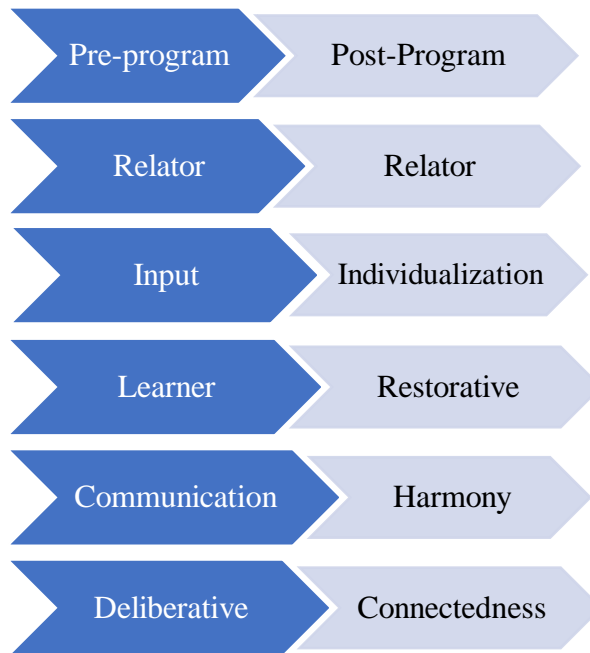 Pre-program
Post-Program
Relator
Relator
Input
Individualization
Learner
Restorative
Communication
Harmony
Deliberative
Connectedness